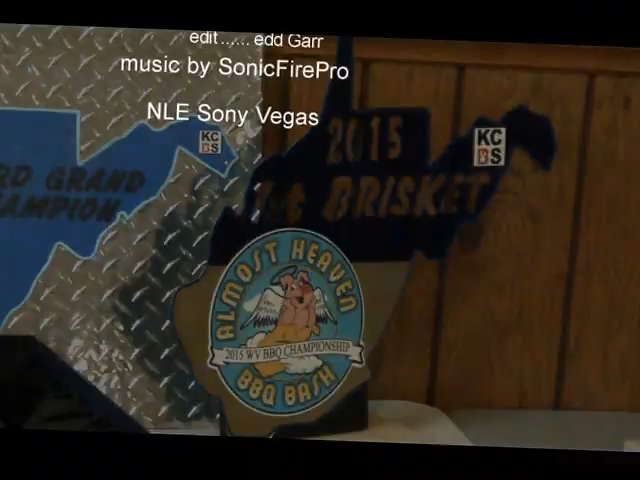 edit...... edd Garr
music by SonicFirePro
NLE Sony Vegas
KC
BS
RD GRAND
AMPION
2015
KC
BS
1st BRISKET
ALMOST HEAVEN
2015 WV BBQ CHAMPIONSHIP
BBQ BASH